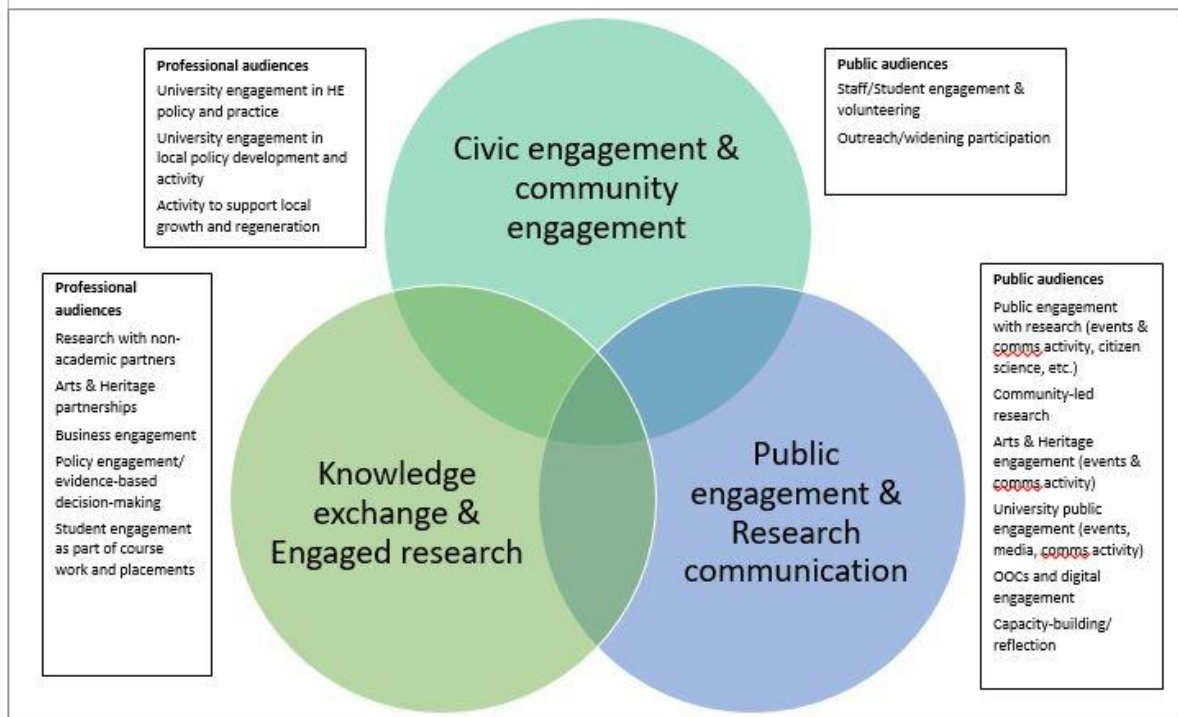 Professional audiences
University engagement in HE
policy and practice
University engagement in
local policy development and
activity
Activity to support local
growth and regeneration
Civic engagement &
community
engagement
Public audiences
Staff/Student engagement &
volunteering
Outreach/widening participation
Professional
audiences
Research with non-
academic partners
Arts & Heritage
partnerships
Business engagement
Policy engagement/
evidence-based
decision-making
Student engagement
as part of course
work and placements
Knowledge
exchange &
Engaged research
Public
engagement &
Research
communication
Public audiences
Public engagement
with research (events &
comms activity, citizen
science, etc.)
Community-led
research
Arts & Heritage
engagement (events &
comms activity)
University public
engagement (events,
media, comms activity)
OOCs and digital
engagement
Capacity-building/
reflection